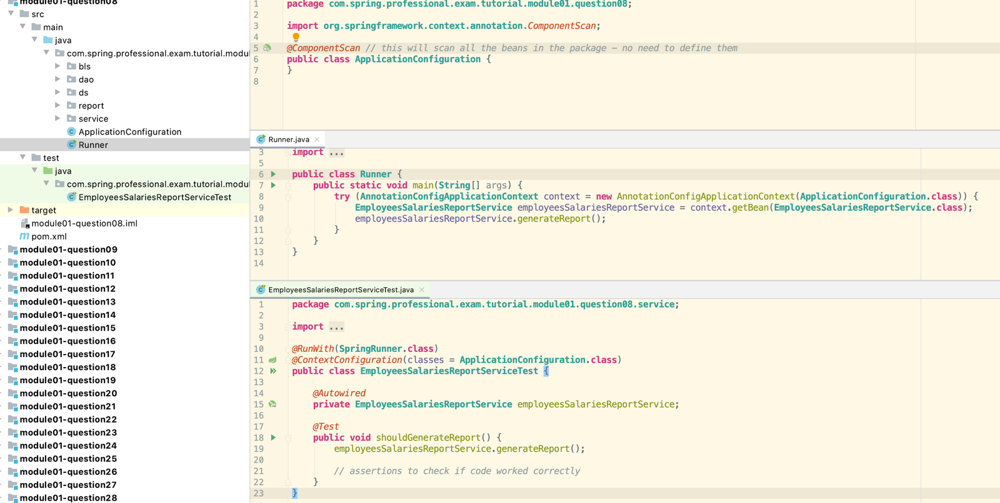 module01-question08
src
main
java
com.spring.professional.exam.tutorial.modu
bls
dao
ds
report
service
ApplicationConfiguration
Runner
test
java
com.spring.professional.exam.tutorial.modu
EmployeesSalariesReportServiceTest
target
module01-question08.iml
pom.xml
module01-question09
module01-question10
module01-question11
module01-question12
module01-question13
module01-question14
module01-question15
module01-question16
module01-question17
module01-question18
module01-question19
module01-question20
module01-question21
module01-question22
module01-question23
module01-question24
module01-question25
module01-question26
module01-question27
module01-question28
1 package com.spring.professional.exam.tutorial.module01.question08;
2
3 import org.springframework.context.annotation.ComponentScan;
4
5 @ComponentScan // this will scan all the beans in the package – no need to define them
6 public class ApplicationConfiguration {
7 }
8
Runner.java
3 import ...
5
6 public class Runner {
7 public static void main(String[] args) {
8 try (AnnotationConfigApplicationContext context = new AnnotationConfigApplicationContext(ApplicationConfiguration.class)) {
9 EmployeesSalariesReportService employeesSalariesReportService = context.getBean(EmployeesSalariesReportService.class);
10 employeesSalariesReportService.generateReport();
11 }
12 }
13 }
14
EmployeesSalariesReportServiceTest.java
1 package com.spring.professional.exam.tutorial.module01.question08.service;
2
3 import ...
9
10 @RunWith(SpringRunner.class)
11 @ContextConfiguration(classes = ApplicationConfiguration.class)
12 public class EmployeesSalariesReportServiceTest {
13
14 @Autowired
15 private EmployeesSalariesReportService employeesSalariesReportService;
16
17 @Test
18 public void shouldGenerateReport() {
19 employeesSalariesReportService.generateReport();
20
21 // assertions to check if code worked correctly
22 }
23 }